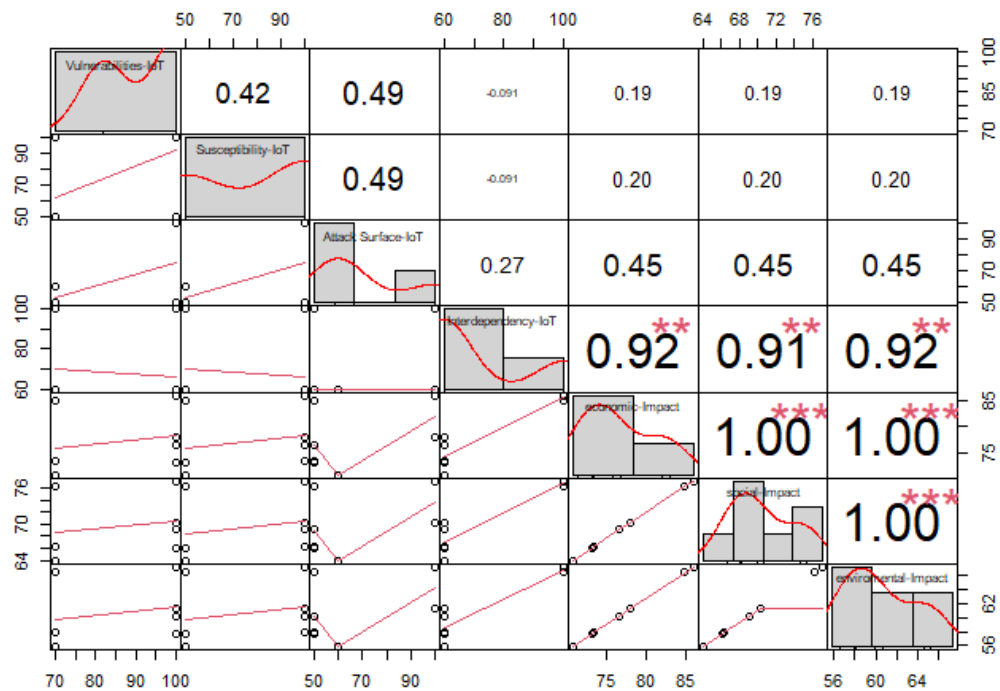 50 70 90 60 80 100 64 68 72 76
Vulnerabilities-IoT 0.42 0.49 -0.091 0.19 0.19 0.19 70 85 100
50 70 90 Susceptibility-IoT 0.49 -0.091 0.20 0.20 0.20
Attack Surface-IoT 0.27 0.45 0.45 0.45 50 70 90
60 80 100 Interdependency-IoT 0.92** 0.91** 0.92**
economic-Impact 1.00*** 1.00*** 75 85
64 70 76 social-Impact 1.00***
enviromental-Impact 56 62
70 80 90 100 50 70 90 75 80 85 56 60 64